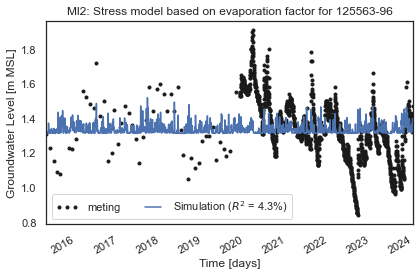 MI2: Stress model based on evaporation factor for 125563-96
Groundwater Level [m MSL]
1.8
1.6
1.4
1.2
1.0
0.8
meting
Simulation (R² = 4.3%)
2016 2017 2018 2019 2020 2021 2022 2023 2024
Time [days]